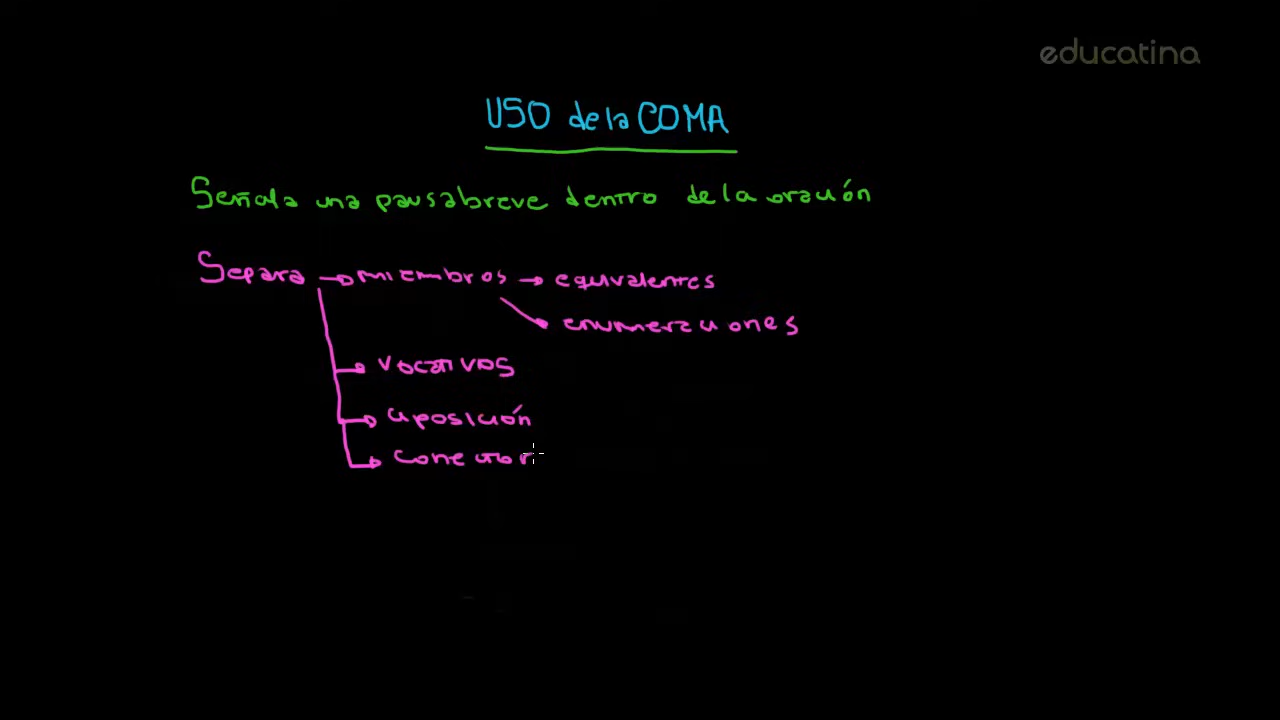 educatina
USO de la COMA
Señala una pausa breve dentro de la oración
Separa miembros equivalentes
enumeraciones
vocativos
aposición
conector